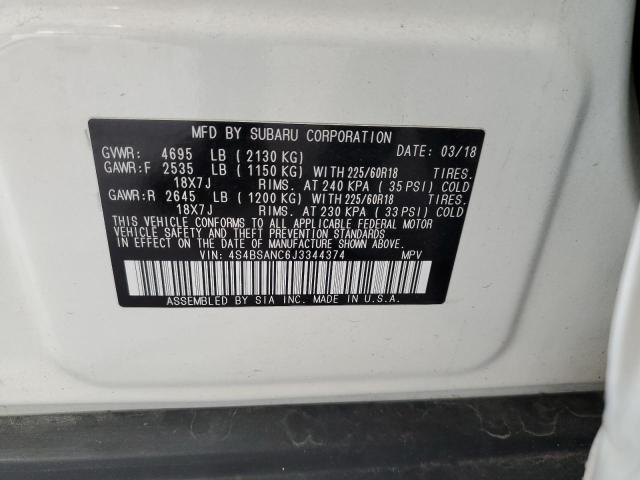 MFD BY SUBARU CORPORATION
GVWR: 4695 LB ( 2130 KG) DATE: 03/18
GAWR:F 2535 LB ( 1150 KG) WITH 225/60R18 TIRES.
18X7J RIMS. AT 240 KPA ( 35 PSI) COLD
GAWR:R 2645 LB ( 1200 KG) WITH 225/60R18 TIRES.
18X7J RIMS. AT 230 KPA ( 33 PSI) COLD
THIS VEHICLE CONFORMS TO ALL APPLICABLE FEDERAL MOTOR
VEHICLE SAFETY AND THEFT PREVENTION STANDARDS
IN EFFECT ON THE DATE OF MANUFACTURE SHOWN ABOVE.
VIN: 4S4BSANC6J3344374 MPV
ASSEMBLED BY SIA INC. MADE IN U.S.A.